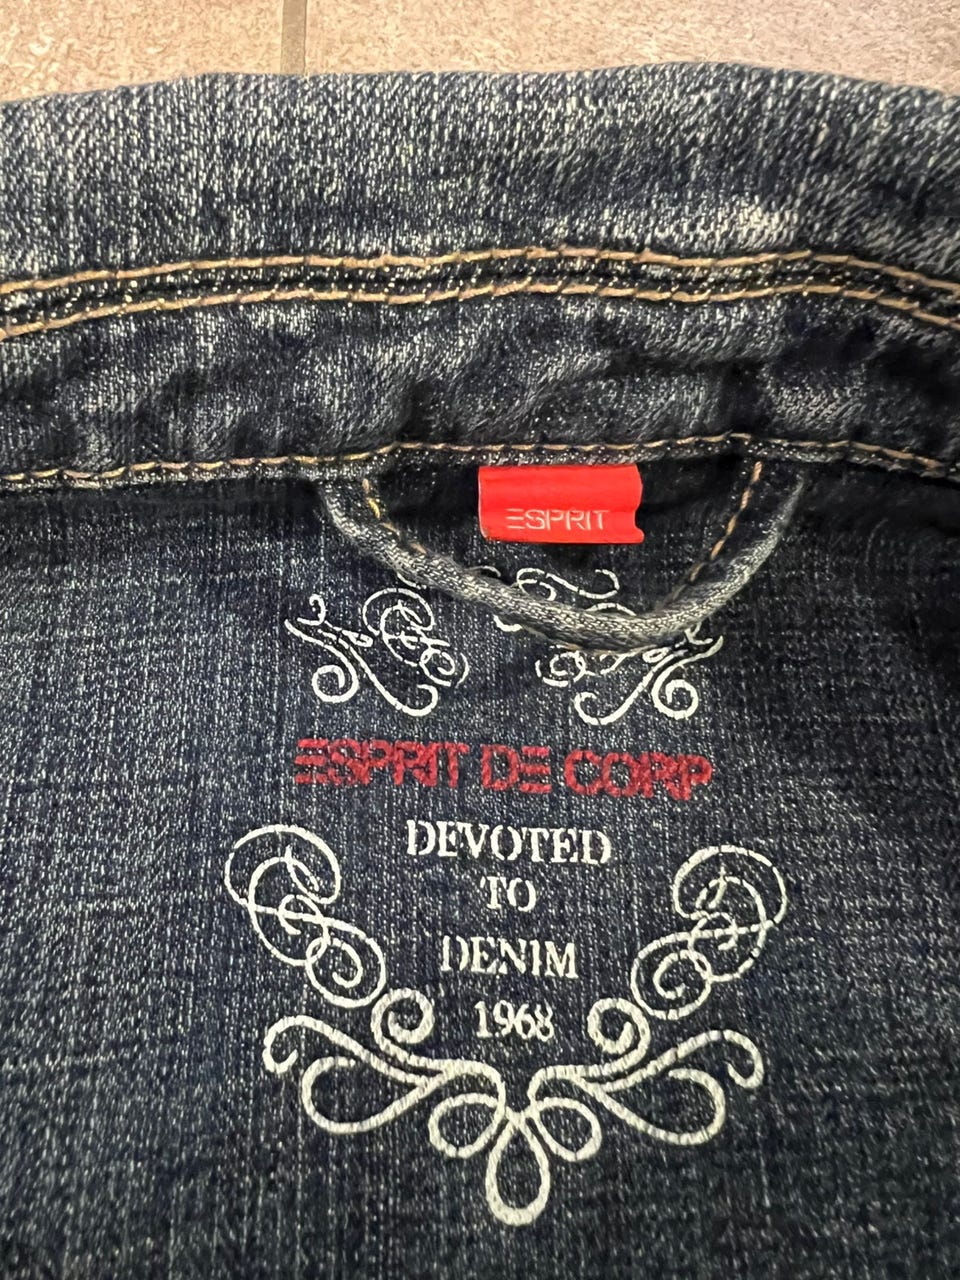 ESPRIT
ESPRIT DE CORP
DEVOTED
TO
DENIM
1968